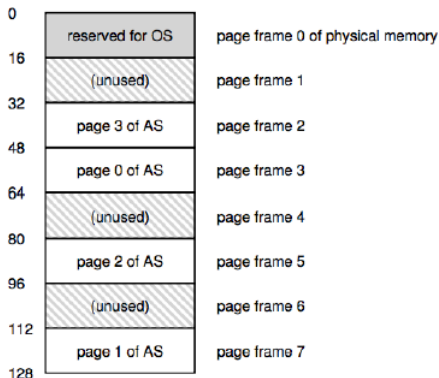 0
reserved for OS page frame 0 of physical memory
16
(unused) page frame 1
32
page 3 of AS page frame 2
48
page 0 of AS page frame 3
64
(unused) page frame 4
80
page 2 of AS page frame 5
96
(unused) page frame 6
112
page 1 of AS page frame 7
128